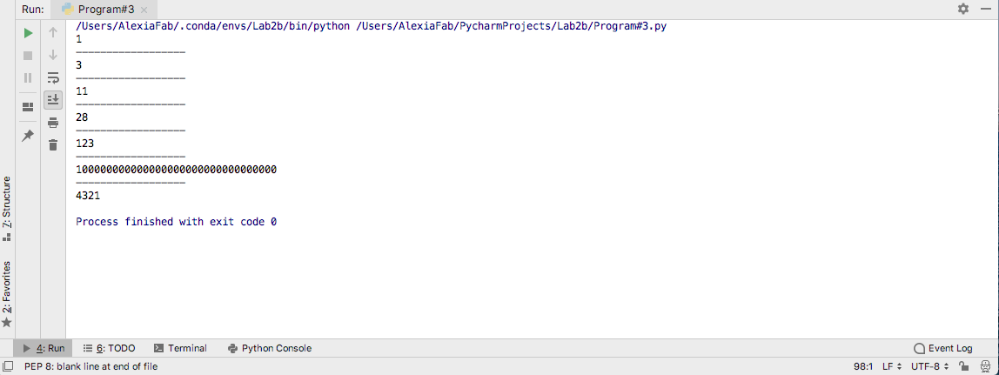 Run: Program#3
/Users/AlexiaFab/.conda/envs/Lab2b/bin/python /Users/AlexiaFab/PycharmProjects/Lab2b/Program#3.py
1
------------------
3
------------------
11
------------------
28
------------------
123
------------------
100000000000000000000000000000000
------------------
4321
Process finished with exit code 0
7: Structure
2: Favorites
4: Run 6: TODO Terminal Python Console Event Log
PEP 8: blank line at end of file 98:1 LF UTF-8